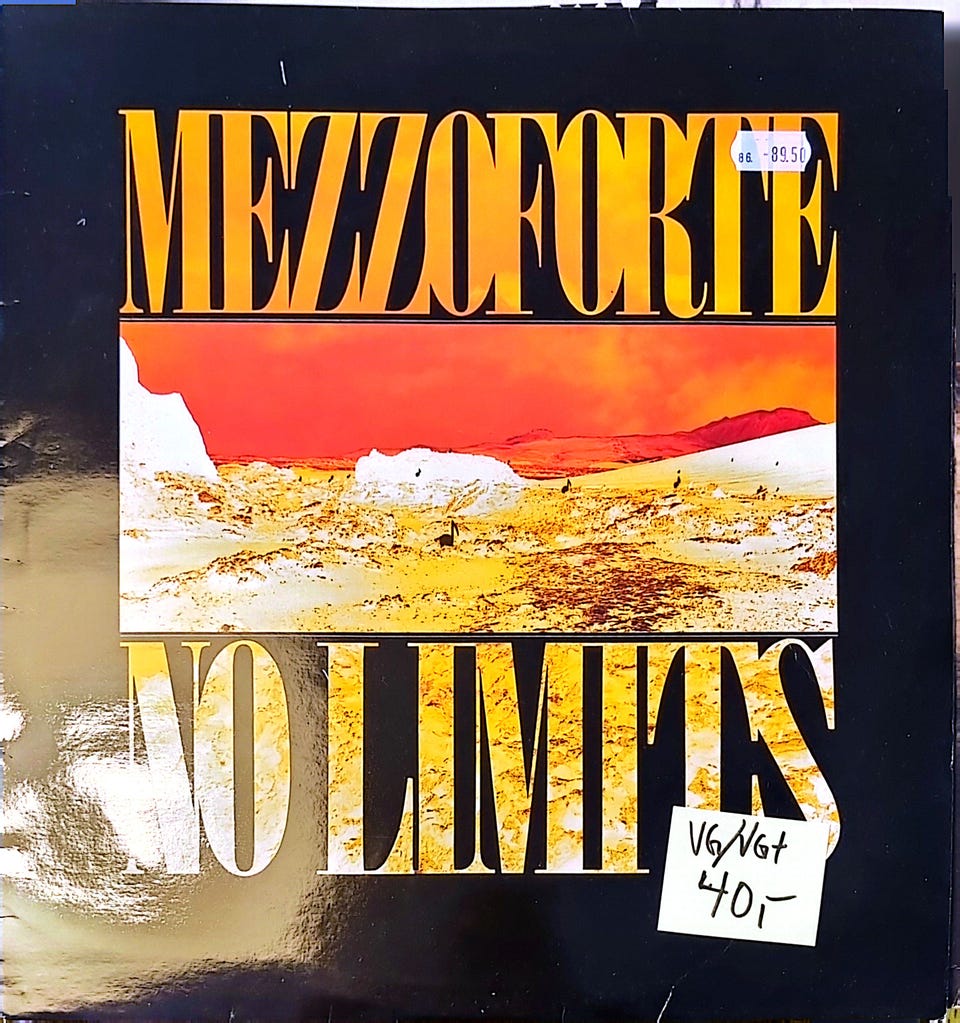 MEZZOFORTE
86. -89.50
NO LIMITS
VG/VG+
40,-